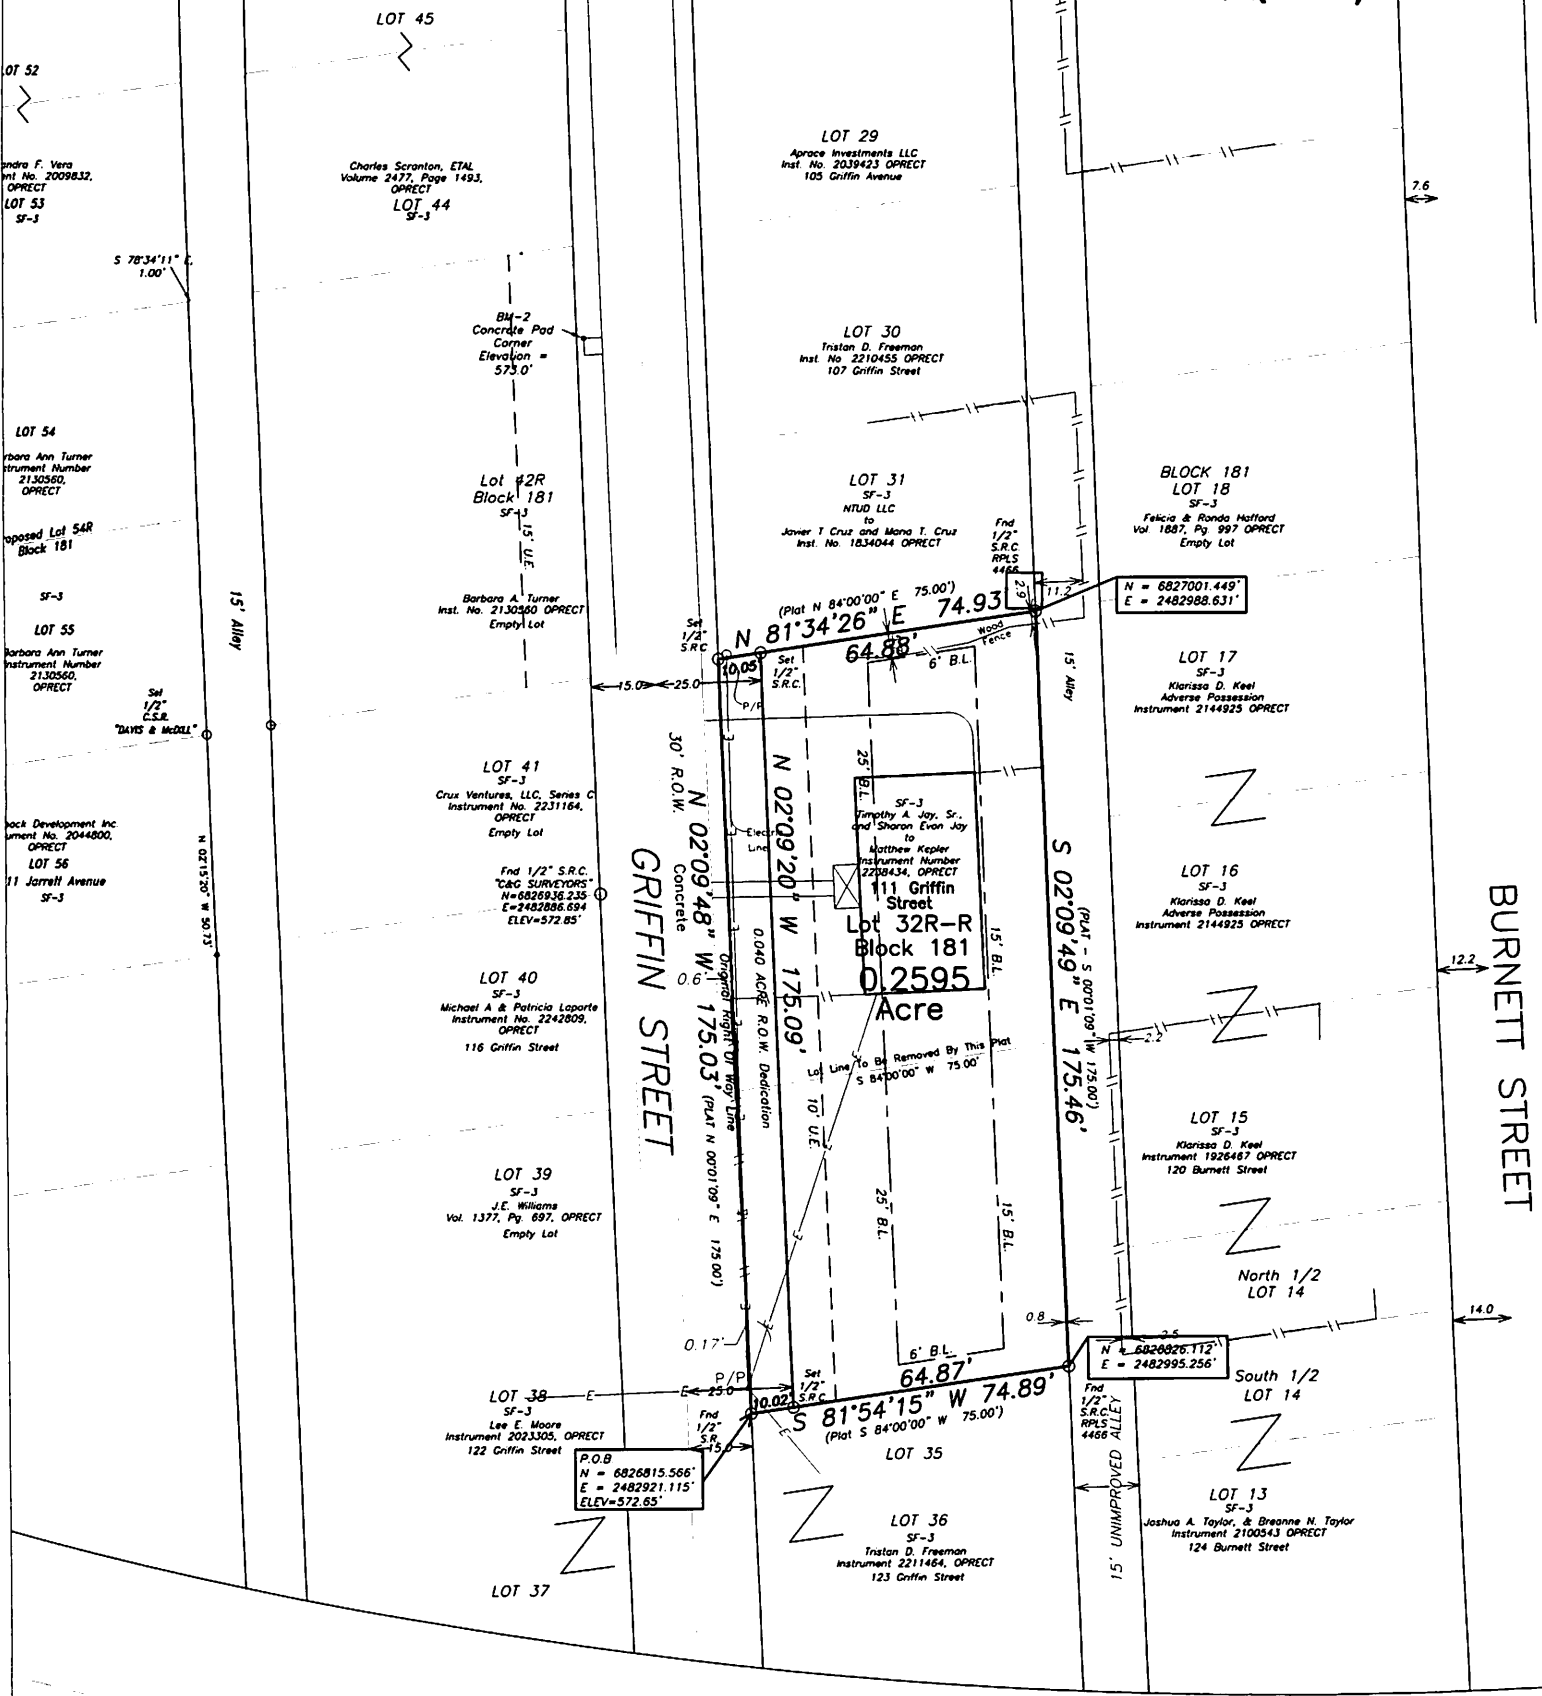 LOT 45
OT 52
Charles Scranton, ETAL
Volume 2477, Page 1493,
OPRECT
LOT 44
SF-3
andra F. Vera
ent No. 2009832,
OPRECT
LOT 53
SF-3
S 78°34'11" E,
1.00'
LOT 29
Aprace Investments LLC
Inst. No. 2039423 OPRECT
105 Griffin Avenue
7.6
BM-2
Concrete Pad
Corner
Elevation =
573.0'
LOT 30
Tristan D. Freeman
Inst. No 2210455 OPRECT
107 Griffin Street
LOT 54
rbara Ann Turner
strument Number
2130560,
OPRECT
oposed Lot 54R
Block 181
SF-3
LOT 55
Barbara Ann Turner
Instrument Number
2130560,
OPRECT
15' Alley
Set
1/2"
C.S.R.
"DAVIS & McDILL"
N 02°15'20" W 50.73'
ock Development Inc.
ument No. 2044800,
OPRECT
LOT 56
11 Jarrett Avenue
SF-3
Lot 42R
Block 181
SF-3
15' U.E.
Barbara A. Turner
Inst. No. 2130560 OPRECT
Empty Lot
LOT 31
SF-3
NTUD LLC
to
Javier T Cruz and Mana T. Cruz
Inst. No. 1834044 OPRECT
Fnd
1/2"
S.R.C.
RPLS
4466
2.9'
11.2
BLOCK 181
LOT 18
SF-3
Felicia & Ronda Hafford
Vol. 1887, Pg. 997 OPRECT
Empty Lot
N = 6827001.449'
E = 2482988.631'
(Plat N 84°00'00" E 75.00')
N 81°34'26" E 74.93'
64.88'
Wood
Fence
6' B.L.
Set
1/2"
S.R.C
10.05'
Set
1/2"
S.R.C.
15.0
25.0
P/P
15' Alley
LOT 17
SF-3
Klarissa D. Keel
Adverse Possession
Instrument 2144925 OPRECT
LOT 41
SF-3
Crux Ventures, LLC, Series C
Instrument No. 2231164,
OPRECT
Empty Lot
Fnd 1/2" S.R.C.
"C&G SURVEYORS"
N=6826936.235
E=2482886.694
ELEV=572.85'
30' R.O.W.
Concrete
GRIFFIN STREET
N 02°09'48" W 175.03'
(PLAT N 00°01'09" E 175.00')
Original Right Of Way Line
Electric
Line
N 02°09'20" W 175.09'
0.040 ACRE R.O.W. Dedication
10' U.E.
25' B.L.
SF-3
Timothy A. Jay, Sr.,
and Sharon Evon Jay
to
Matthew Kepler
Instrument Number
2238434, OPRECT
111 Griffin
Street
Lot 32R-R
Block 181
0.2595
Acre
15' B.L.
S 02°09'49" E 175.46'
(PLAT - S 00°01'09" W 175.00')
LOT 16
SF-3
Klarissa D. Keel
Adverse Possession
Instrument 2144925 OPRECT
BURNETT STREET
12.2
LOT 40
SF-3
Michael A & Patricia Laporte
Instrument No. 2242809,
OPRECT
116 Griffin Street
0.6
Lot Line To Be Removed By This Plat
S 84°00'00" W 75.00'
2.2
LOT 15
SF-3
Klarissa D. Keel
Instrument 1926467 OPRECT
120 Burnett Street
LOT 39
SF-3
J.E. Williams
Vol. 1377, Pg. 697, OPRECT
Empty Lot
25' B.L.
15' B.L.
North 1/2
LOT 14
14.0
0.8
0.17'
2.5
N = 6826826.112'
E = 2482995.256'
South 1/2
LOT 14
P/P
25.0
6' B.L.
64.87'
Set
1/2"
S.R.C
10.02'
S 81°54'15" W 74.89'
(Plat S 84°00'00" W 75.00')
Fnd
1/2"
S.R.C.
RPLS
4466
LOT 38
SF-3
Lee E. Moore
Instrument 2023305, OPRECT
122 Griffin Street
E
E
Fnd
1/2"
S.R.
15.0
P.O.B
N = 6826815.566'
E = 2482921.115'
ELEV=572.65'
LOT 35
15' UNIMPROVED ALLEY
LOT 13
SF-3
Joshua A. Taylor, & Breanne N. Taylor
Instrument 2100543 OPRECT
124 Burnett Street
LOT 36
SF-3
Tristan D. Freeman
Instrument 2211464, OPRECT
123 Griffin Street
LOT 37